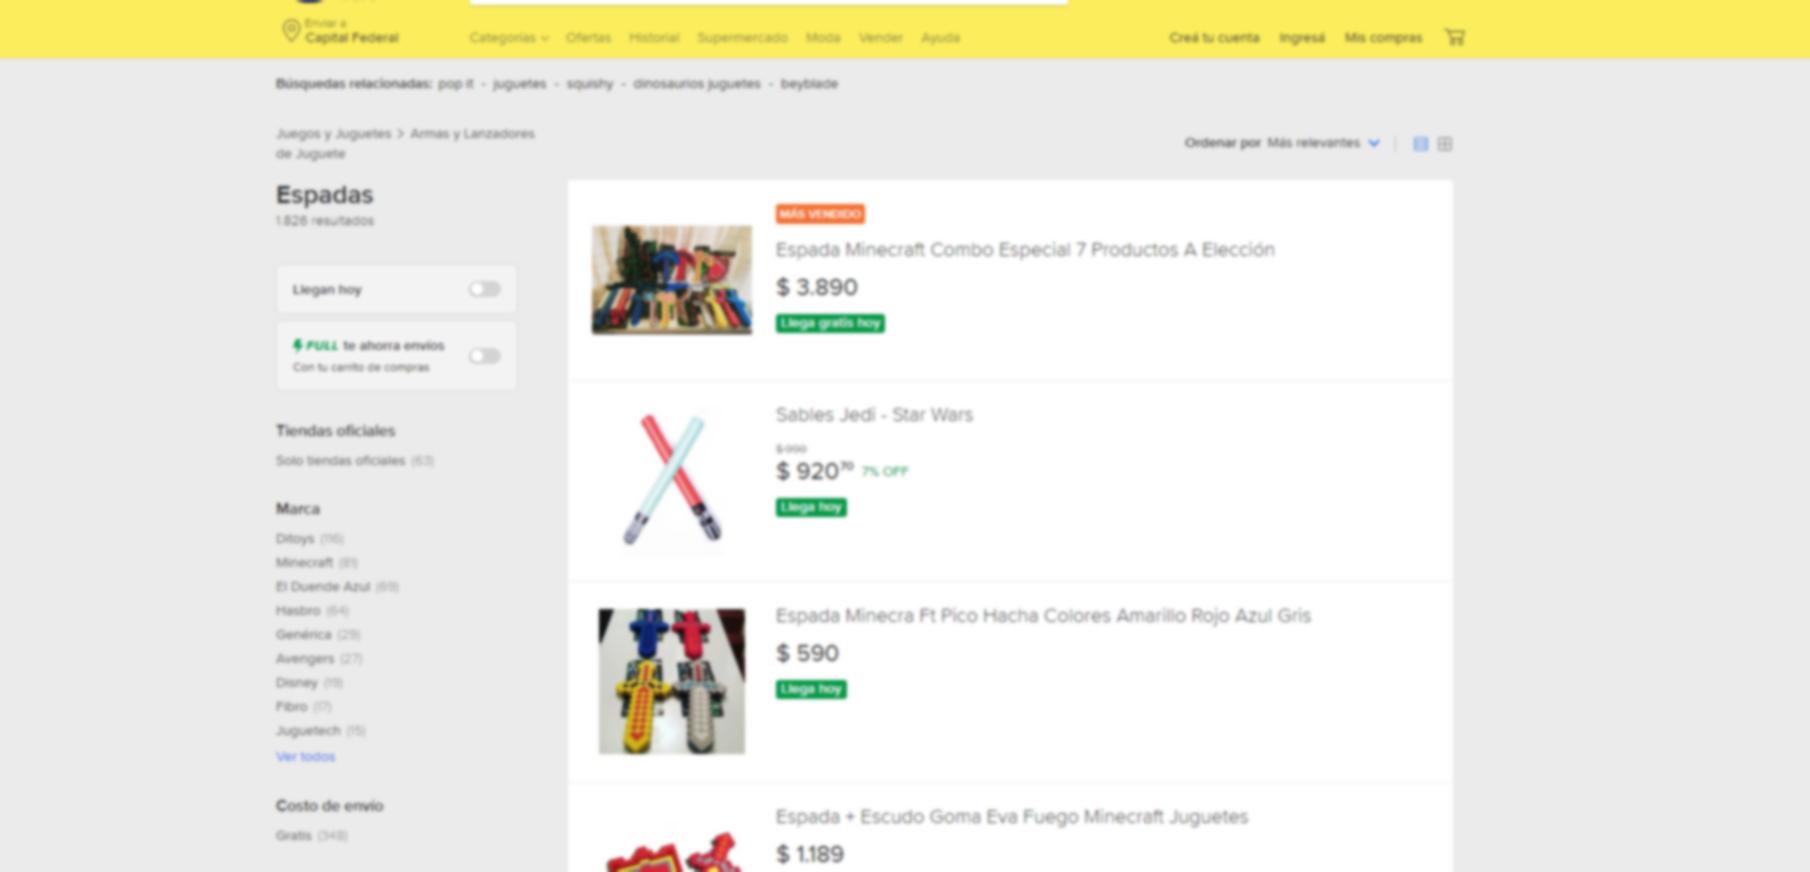 Enviar a
Capital Federal
Categorías
Ofertas
Historial
Supermercado
Moda
Vender
Ayuda
Creá tu cuenta
Ingresá
Mis compras
Búsquedas relacionadas: pop it - juguetes - squishy - dinosaurios juguetes - beyblade
Juegos y Juguetes > Armas y Lanzadores
de Juguete
Ordenar por Más relevantes
Espadas
1.826 resultados
Llegan hoy
FULL te ahorra envíos
Con tu carrito de compras
Tiendas oficiales
Solo tiendas oficiales (63)
Marca
Ditoys (116)
Minecraft (81)
El Duende Azul (69)
Hasbro (64)
Genérica (29)
Avengers (27)
Disney (19)
Fibro (17)
Juguetech (15)
Ver todos
Costo de envío
Gratis (348)
MÁS VENDIDO
Espada Minecraft Combo Especial 7 Productos A Elección
$ 3.890
Llega gratis hoy
Sables Jedi - Star Wars
$ 990
$ 920 70 7% OFF
Llega hoy
Espada Minecra Ft Pico Hacha Colores Amarillo Rojo Azul Gris
$ 590
Llega hoy
Espada + Escudo Goma Eva Fuego Minecraft Juguetes
$ 1.189